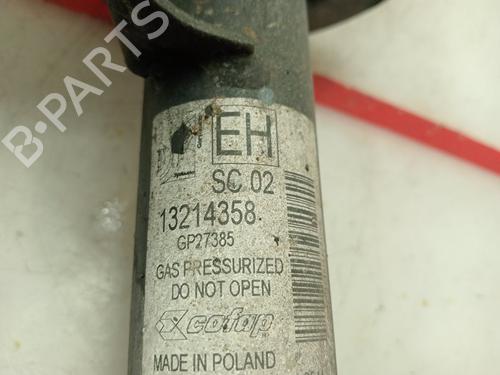 B-PARTS
EH
SC 02
13214358
GP27385
GAS PRESSURIZED
DO NOT OPEN
cofap
MADE IN POLAND